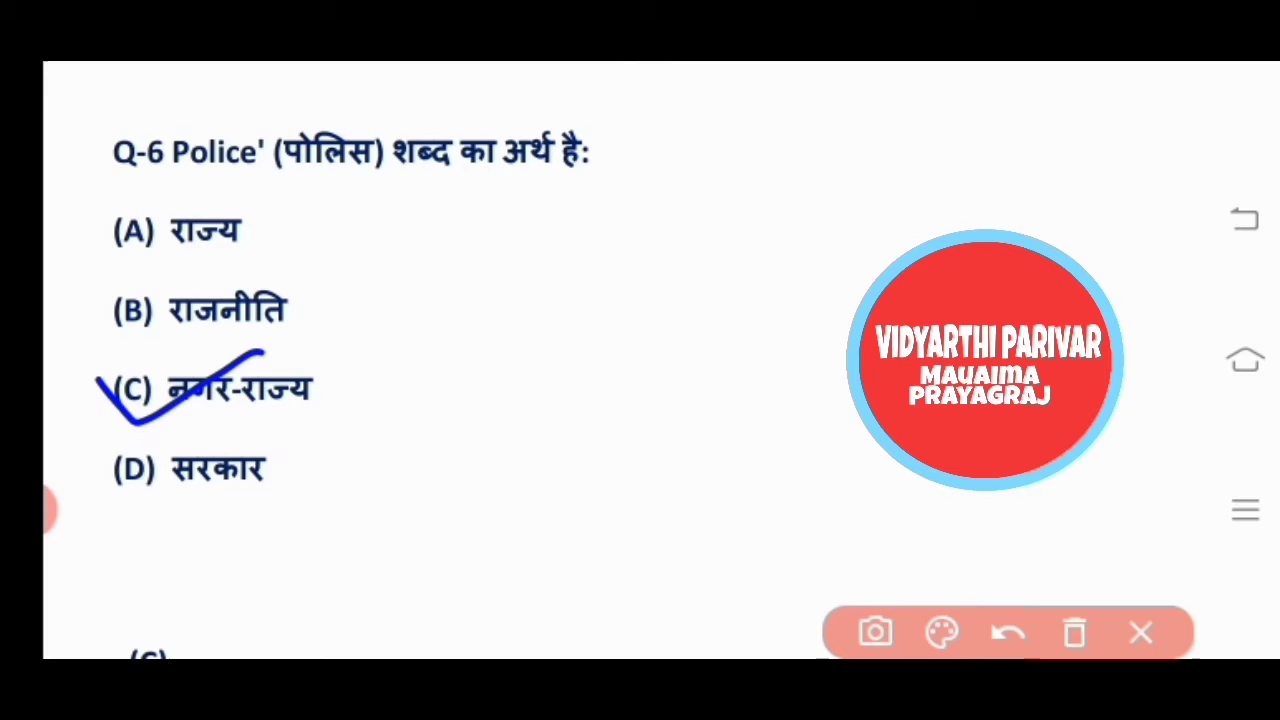 Q-6 Police' (पोलिस) शब्द का अर्थ है:
(A) राज्य
(B) राजनीति
(C) नगर-राज्य
(D) सरकार
VIDYARTHI PARIVAR
MAUAIMA
PRAYAGRAJ